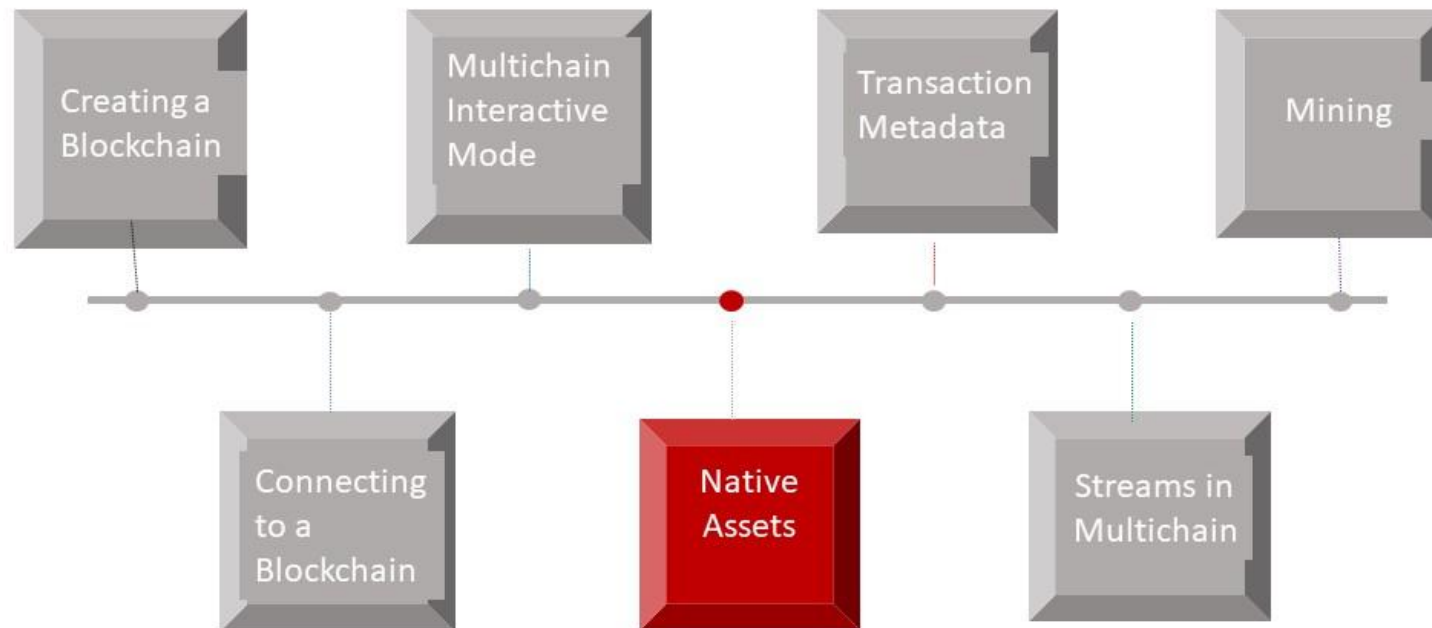 Creating a
Blockchain
Multichain
Interactive
Mode
Transaction
Metadata
Mining
Connecting
to a
Blockchain
Native
Assets
Streams in
Multichain